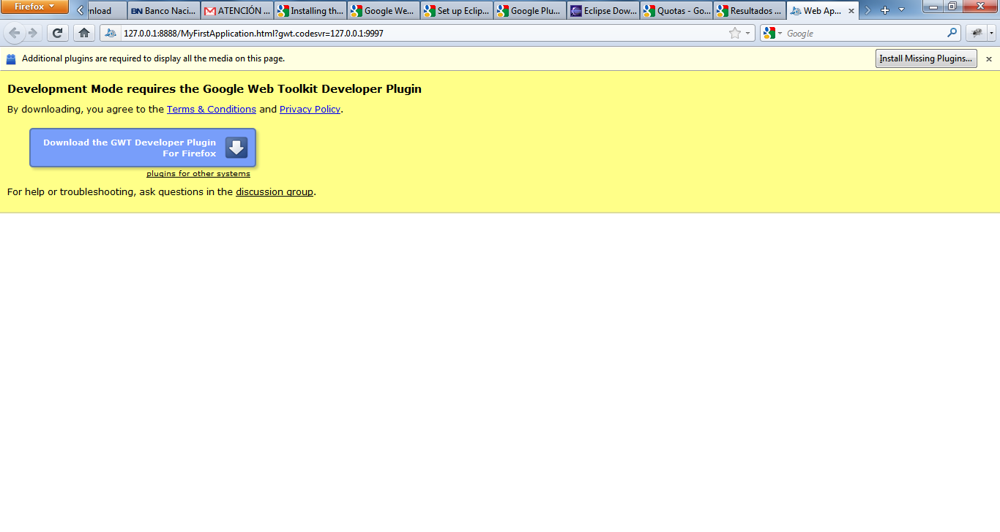 Firefox
nload
BN Banco Naci...
ATENCIÓN ...
Installing th...
Google We...
Set up Eclip...
Google Plu...
Eclipse Dow...
Quotas - Go...
Resultados ...
Web Ap...
127.0.0.1:8888/MyFirstApplication.html?gwt.codesvr=127.0.0.1:9997
Google
Additional plugins are required to display all the media on this page.
Install Missing Plugins...
Development Mode requires the Google Web Toolkit Developer Plugin
By downloading, you agree to the Terms & Conditions and Privacy Policy.
Download the GWT Developer Plugin
For Firefox
plugins for other systems
For help or troubleshooting, ask questions in the discussion group.